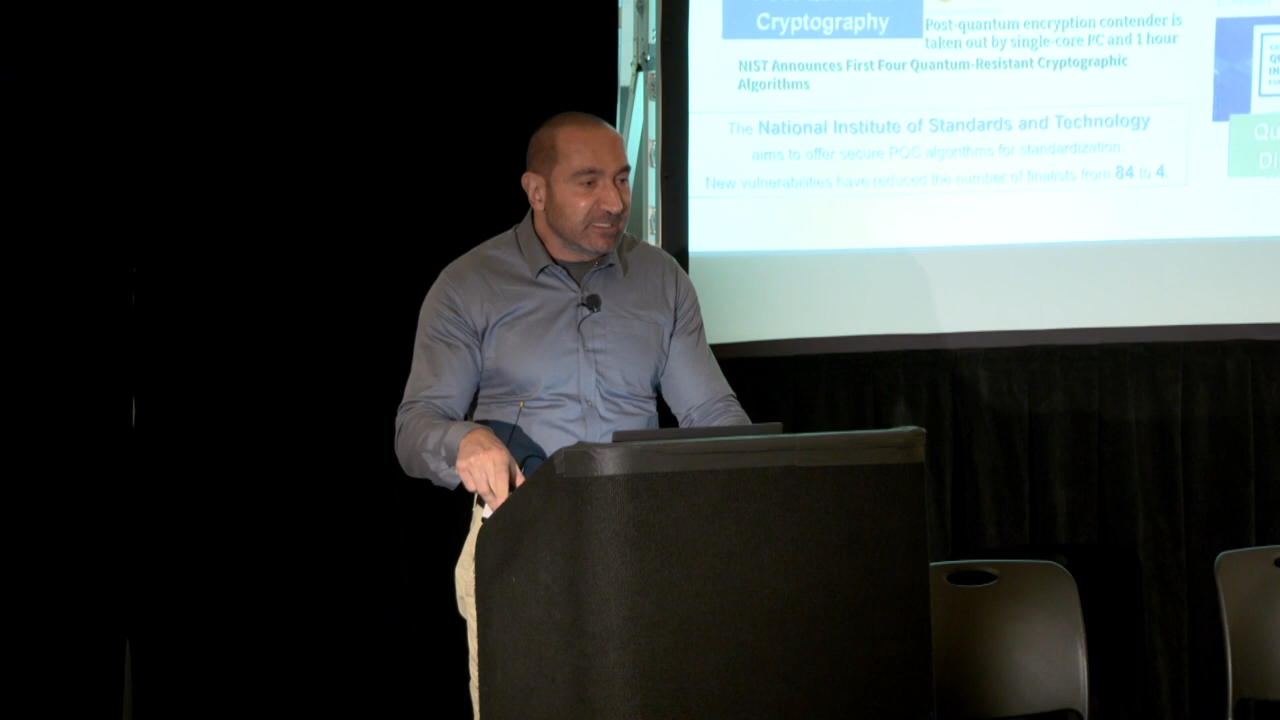 Cryptography
Post-quantum encryption contender is
taken out by single-core PC and 1 hour
NIST Announces First Four Quantum-Resistant Cryptographic
Algorithms
The National Institute of Standards and Technology
aims to offer secure PQC algorithms for standardization.
New vulnerabilities have reduced the number of finalists from 84 to 4.